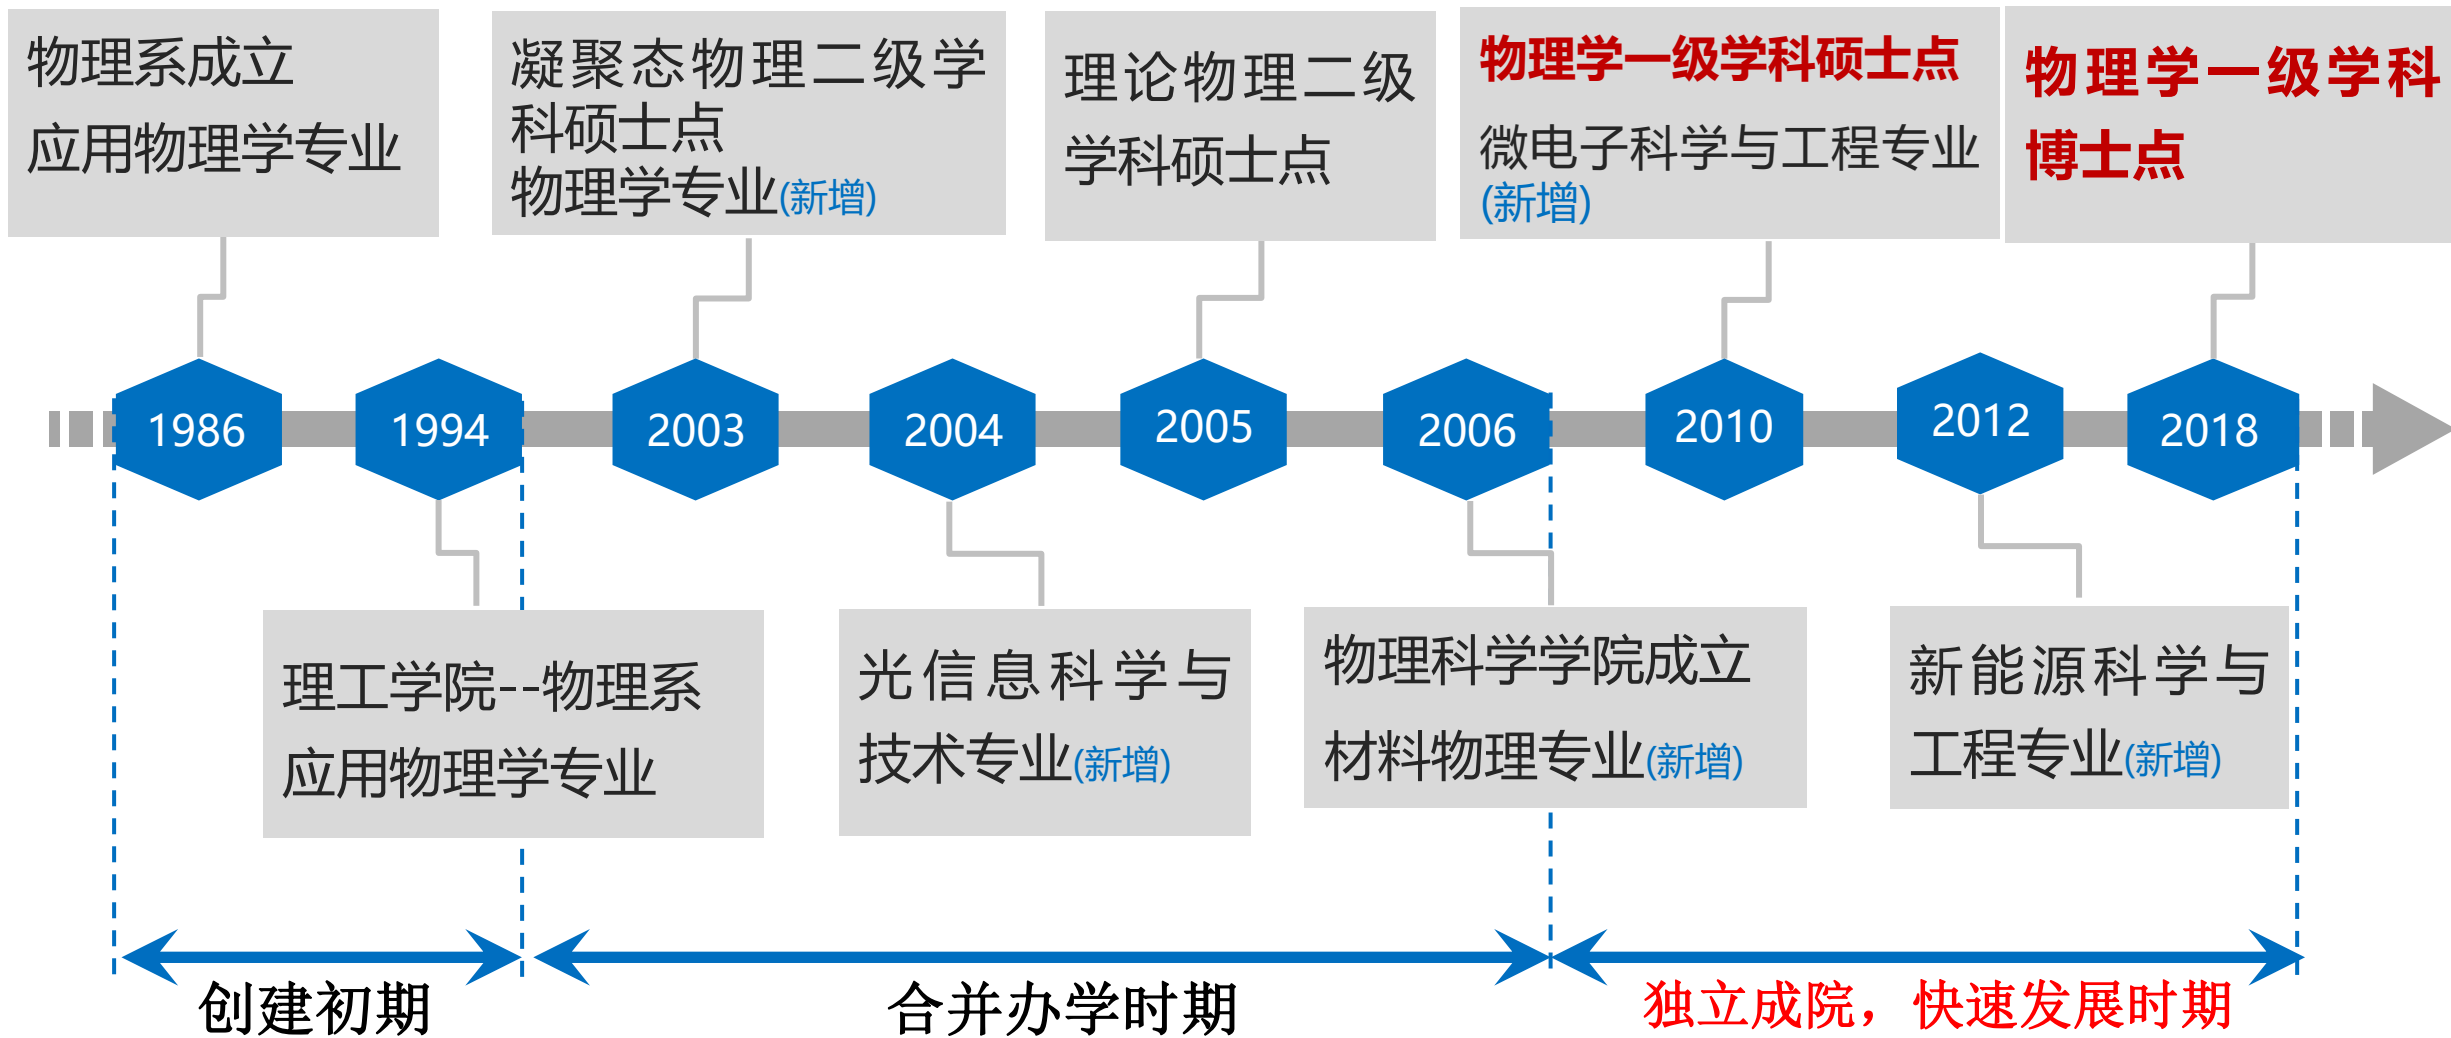 物理系成立
应用物理学专业
凝聚态物理二级学
科硕士点
物理学专业(新增)
理论物理二级
学科硕士点
物理学一级学科硕士点
微电子科学与工程专业
(新增)
物理学一级学科
博士点
1986
1994
2003
2004
2005
2006
2010
2012
2018
理工学院--物理系
应用物理学专业
光信息科学与
技术专业(新增)
物理科学学院成立
材料物理专业(新增)
新能源科学与
工程专业(新增)
创建初期
合并办学时期
独立成院，快速发展时期